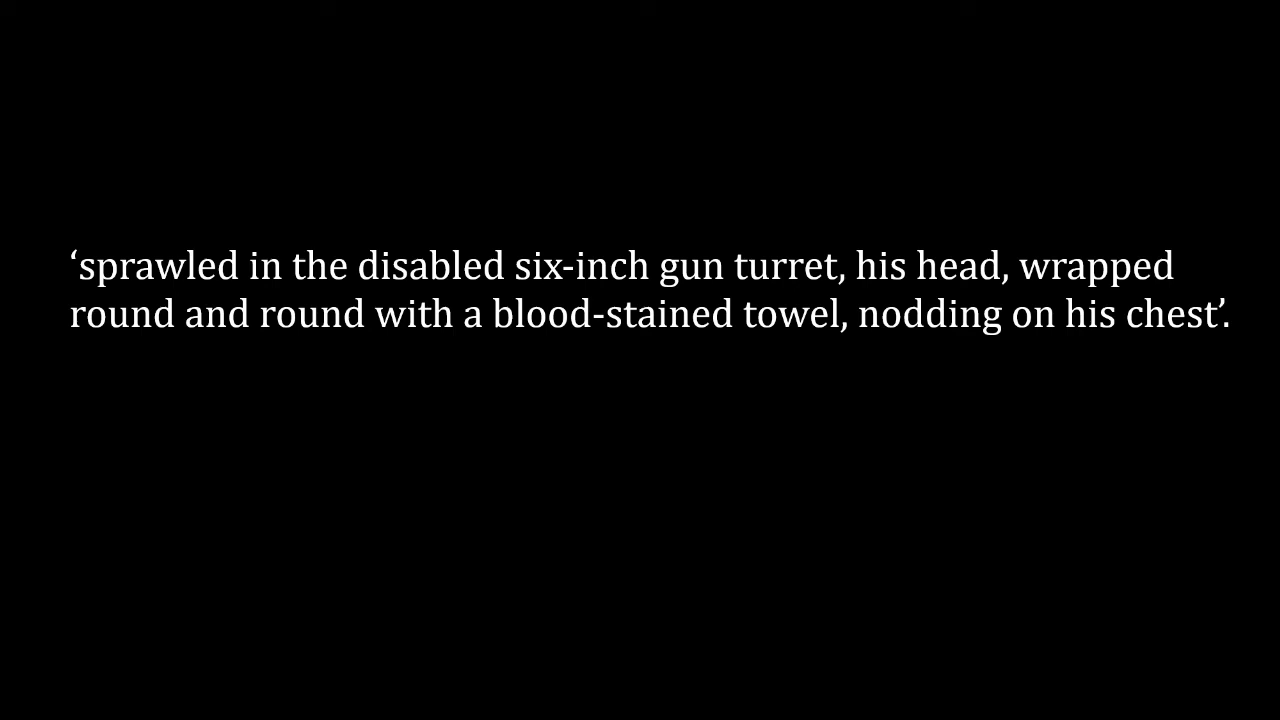 ‘sprawled in the disabled six-inch gun turret, his head, wrapped
round and round with a blood-stained towel, nodding on his chest’.